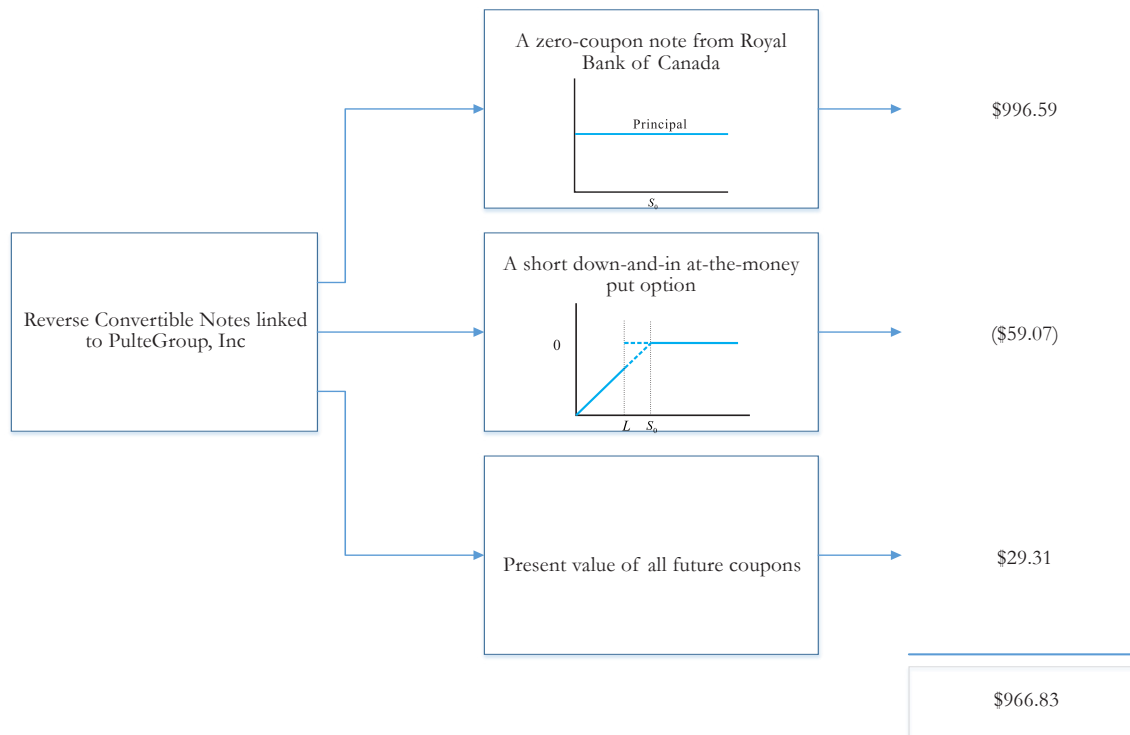 A zero-coupon note from Royal
Bank of Canada
Principal
S₀
$996.59
Reverse Convertible Notes linked
to PulteGroup, Inc
A short down-and-in at-the-money
put option
0
L S₀
($59.07)
Present value of all future coupons
$29.31
$966.83